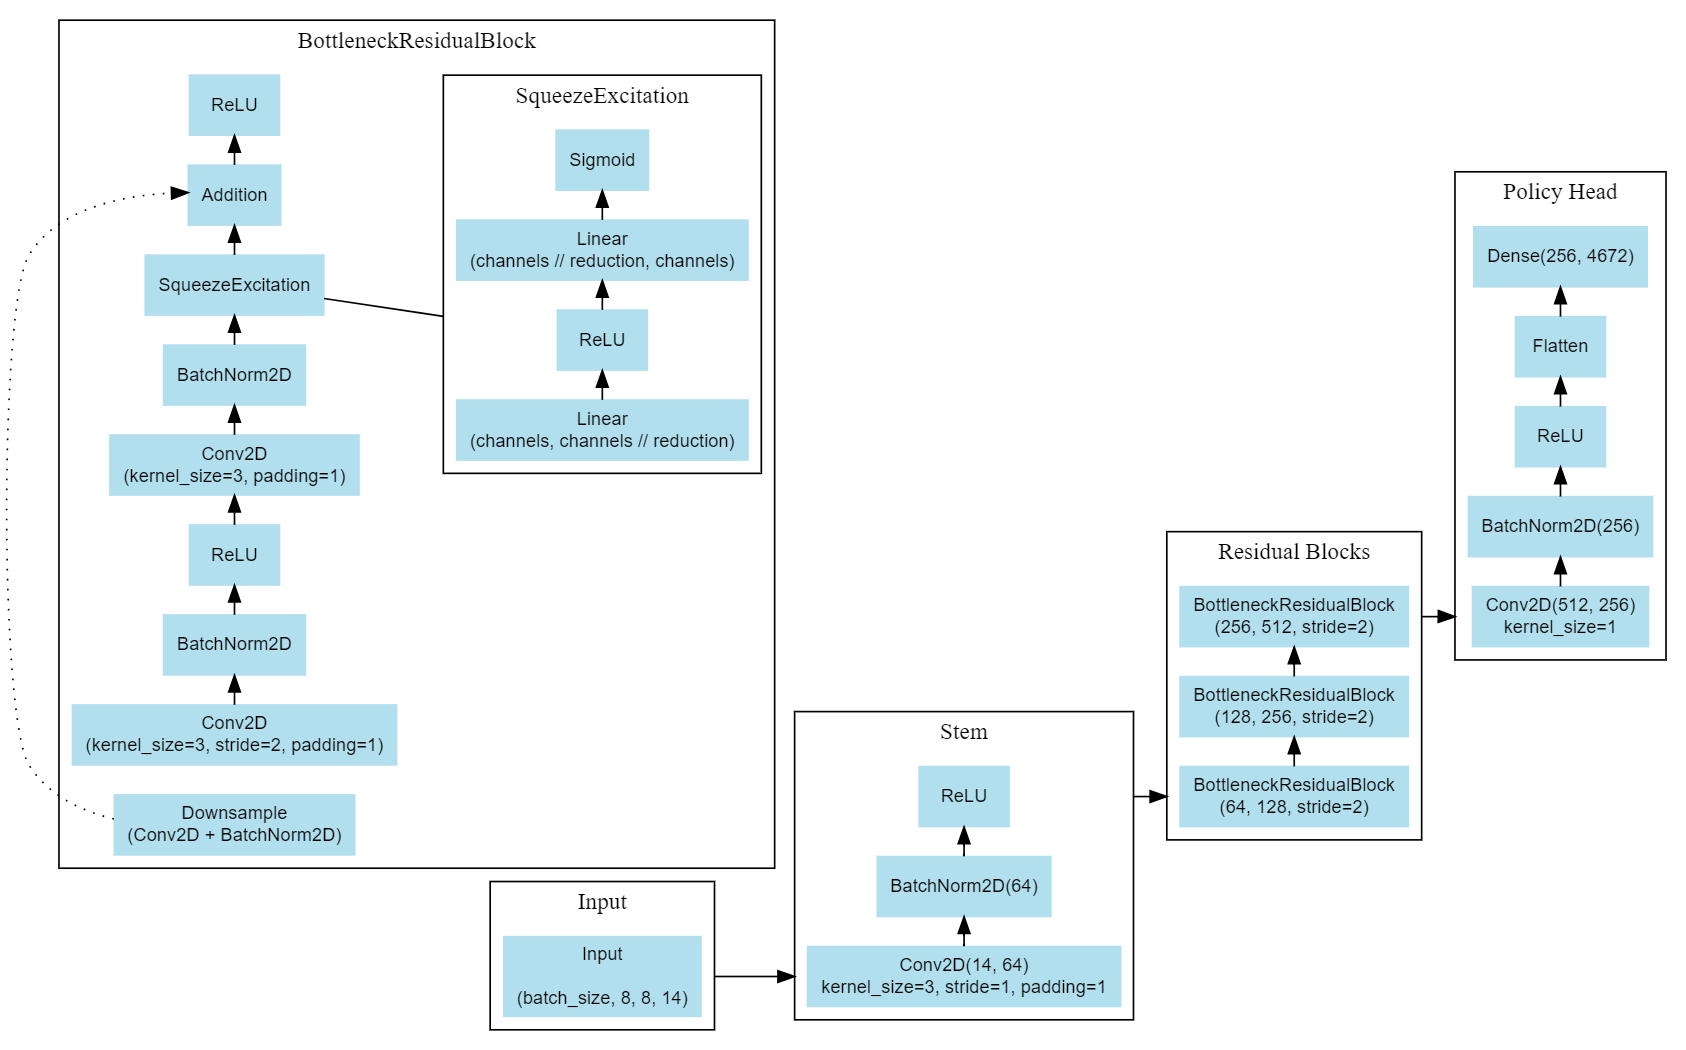 BottleneckResidualBlock
ReLU
Addition
SqueezeExcitation
BatchNorm2D
Conv2D
(kernel_size=3, padding=1)
ReLU
BatchNorm2D
Conv2D
(kernel_size=3, stride=2, padding=1)
Downsample
(Conv2D + BatchNorm2D)
SqueezeExcitation
Sigmoid
Linear
(channels // reduction, channels)
ReLU
Linear
(channels, channels // reduction)
Input
Input
(batch_size, 8, 8, 14)
Stem
ReLU
BatchNorm2D(64)
Conv2D(14, 64)
kernel_size=3, stride=1, padding=1
Residual Blocks
BottleneckResidualBlock
(256, 512, stride=2)
BottleneckResidualBlock
(128, 256, stride=2)
BottleneckResidualBlock
(64, 128, stride=2)
Policy Head
Dense(256, 4672)
Flatten
ReLU
BatchNorm2D(256)
Conv2D(512, 256)
kernel_size=1